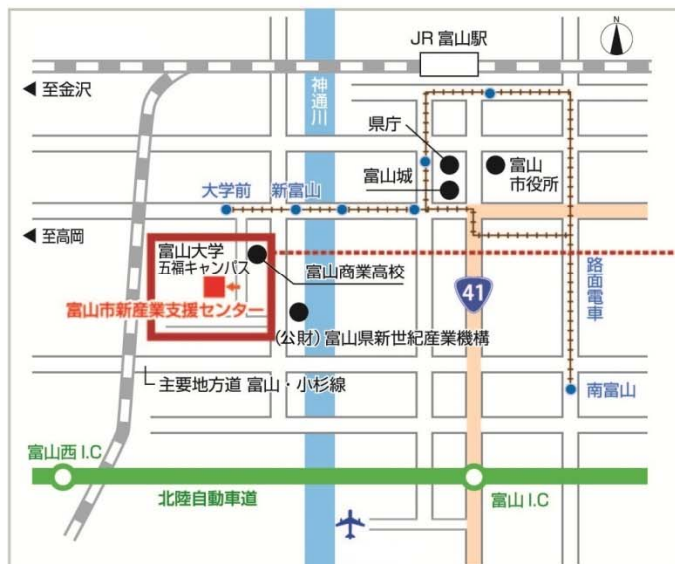 N
JR 富山駅
◀ 至金沢
神通川
県庁
富山城
富山
市役所
大学前
新富山
◀ 至高岡
富山大学
五福キャンパス
富山商業高校
富山市新産業支援センター
41
路面電車
(公財) 富山県新世紀産業機構
主要地方道 富山・小杉線
南富山
富山西 I.C
北陸自動車道
富山 I.C